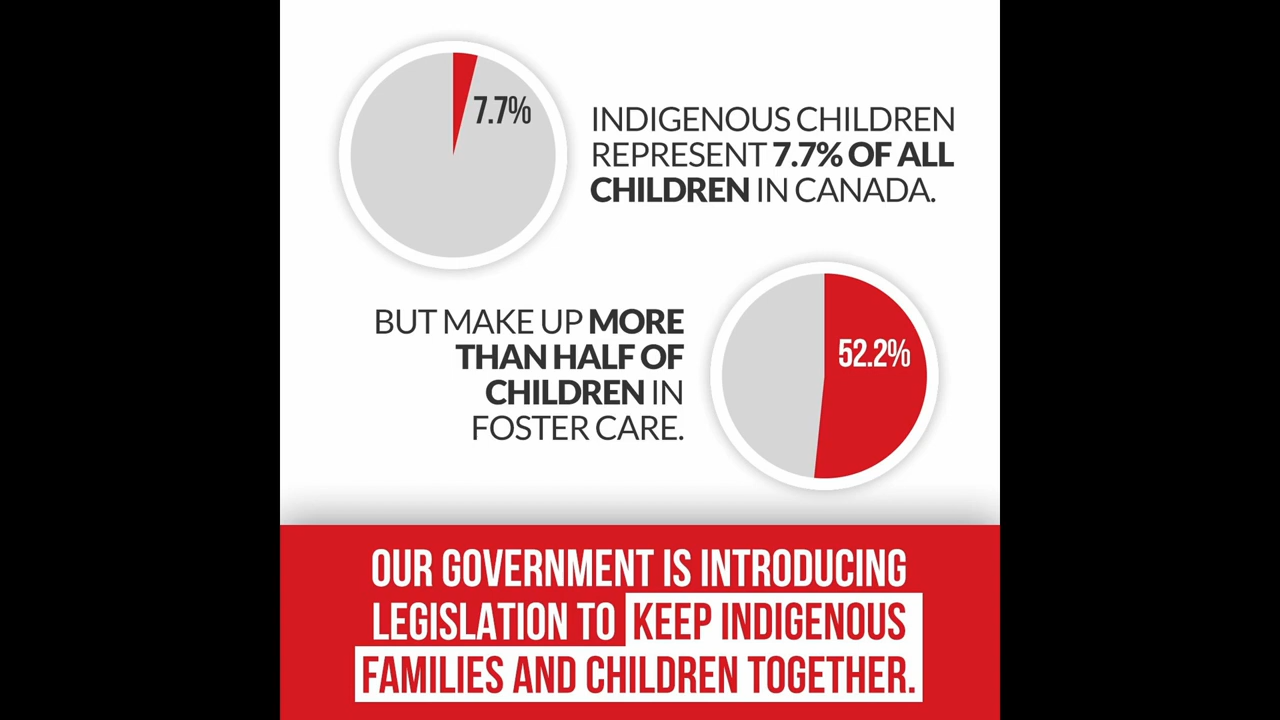 7.7%
INDIGENOUS CHILDREN
REPRESENT 7.7% OF ALL
CHILDREN IN CANADA.
BUT MAKE UP MORE
THAN HALF OF
CHILDREN IN
FOSTER CARE.
52.2%
OUR GOVERNMENT IS INTRODUCING
LEGISLATION TO KEEP INDIGENOUS
FAMILIES AND CHILDREN TOGETHER.